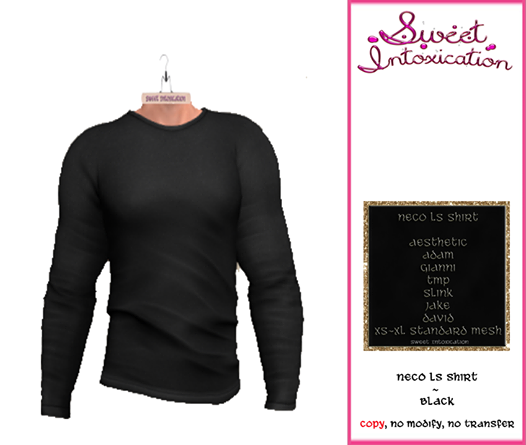 Sweet
Intoxication
SWEET INTOXICATION
NECO LS SHIRT
AESTHETIC
ADAM
GIANNI
TMP
SLINK
JAKE
DAVID
XS-XL STANDARD MESH
SWEET INTOXICATION
NECO LS SHIRT
~
BLACK
COPY, NO MODIFY, NO TRANSFER